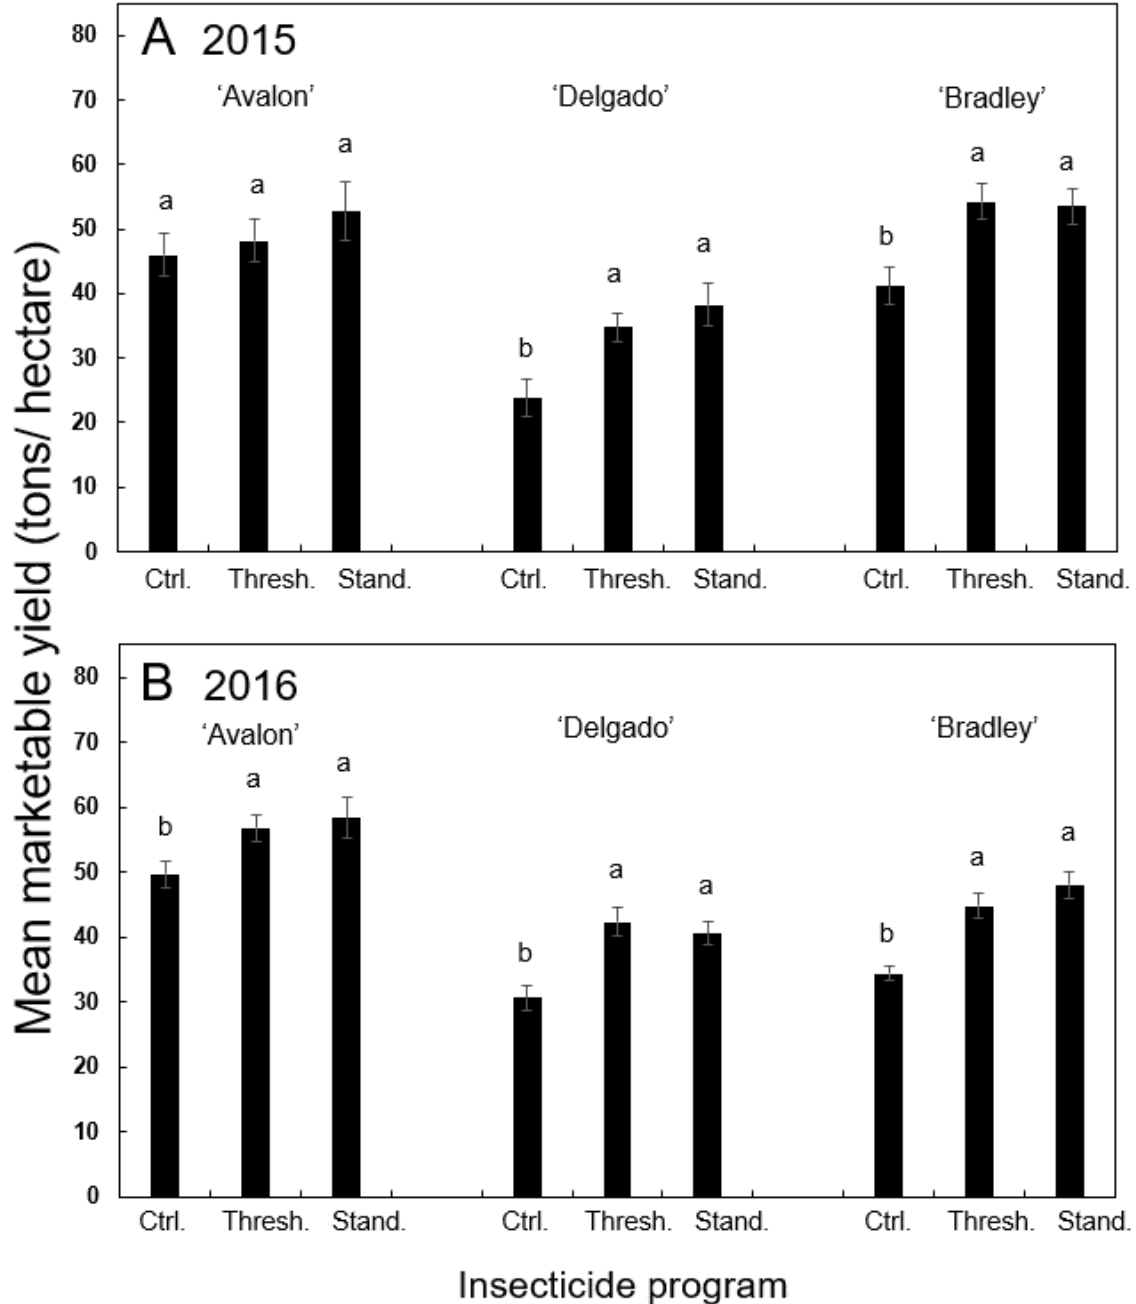 Mean marketable yield (tons/ hectare)
A 2015
‘Avalon’ ‘Delgado’ ‘Bradley’
80
70
60
50
40
30
20
10
0
a a a
b a a
b a a
Ctrl. Thresh. Stand. Ctrl. Thresh. Stand. Ctrl. Thresh. Stand.
B 2016
‘Avalon’ ‘Delgado’ ‘Bradley’
80
70
60
50
40
30
20
10
0
b a a
b a a
b a a
Ctrl. Thresh. Stand. Ctrl. Thresh. Stand. Ctrl. Thresh. Stand.
Insecticide program